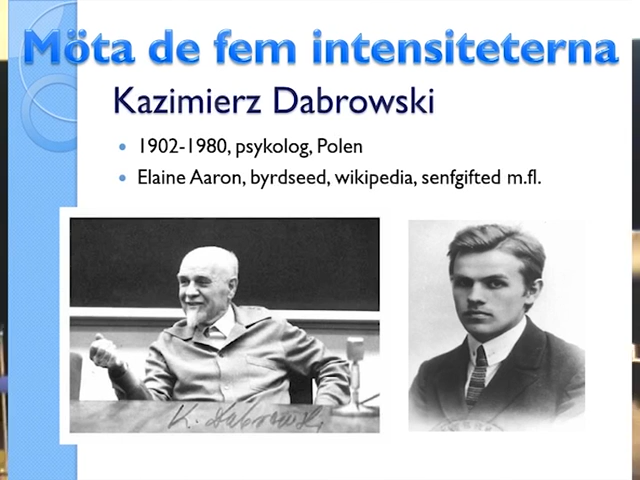 Möta de fem intensiteterna
Kazimierz Dabrowski
1902-1980, psykolog, Polen
Elaine Aaron, byrdseed, wikipedia, senfgifted m.fl.
K. Dabrowski